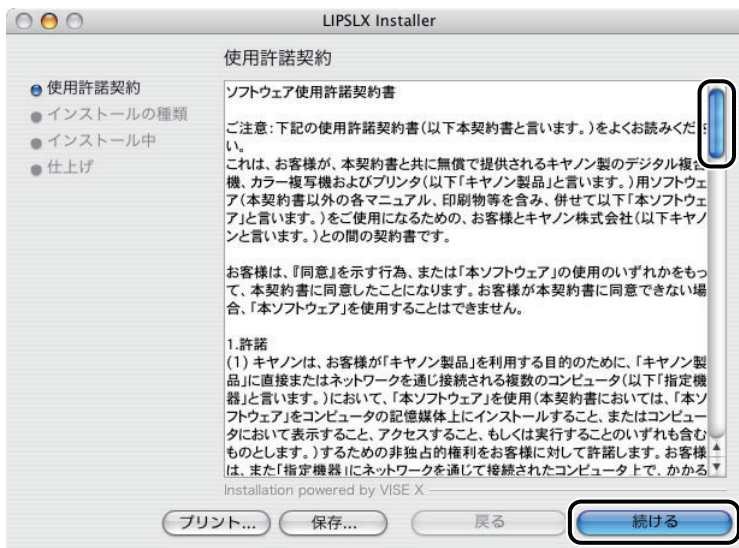 LIPSLX Installer
使用許諾契約
使用許諾契約
インストールの種類
インストール中
仕上げ
ソフトウェア使用許諾契約書
ご注意：下記の使用許諾契約書（以下本契約書と言います。）をよくお読みくださ
い。
これは、お客様が、本契約書と共に無償で提供されるキヤノン製のデジタル複合
機、カラー複写機およびプリンタ（以下「キヤノン製品」と言います。）用ソフトウェ
ア（本契約書以外の各マニュアル、印刷物等を含み、併せて以下「本ソフトウェ
ア」と言います。）をご使用になるための、お客様とキヤノン株式会社（以下キヤノ
ンと言います。）との間の契約書です。
お客様は、『同意』を示す行為、または「本ソフトウェア」の使用のいずれかをもっ
て、本契約書に同意したことになります。お客様が本契約書に同意できない場
合、「本ソフトウェア」を使用することはできません。
1.許諾
(1) キヤノンは、お客様が「キヤノン製品」を利用する目的のために、「キヤノン製
品」に直接またはネットワークを通じ接続される複数のコンピュータ（以下「指定機
器」と言います。）において、「本ソフトウェア」を使用（本契約書においては、「本ソ
フトウェア」をコンピュータの記憶媒体上にインストールすること、またはコンピュー
タにおいて表示すること、アクセスすること、もしくは実行することのいずれも含む
ものとします。）するための非独占的権利をお客様に対して許諾します。お客様
は、また「指定機器」にネットワークを通じて接続されたコンピュータ上で、かかる
Installation powered by VISE X
プリント...
保存...
戻る
続ける